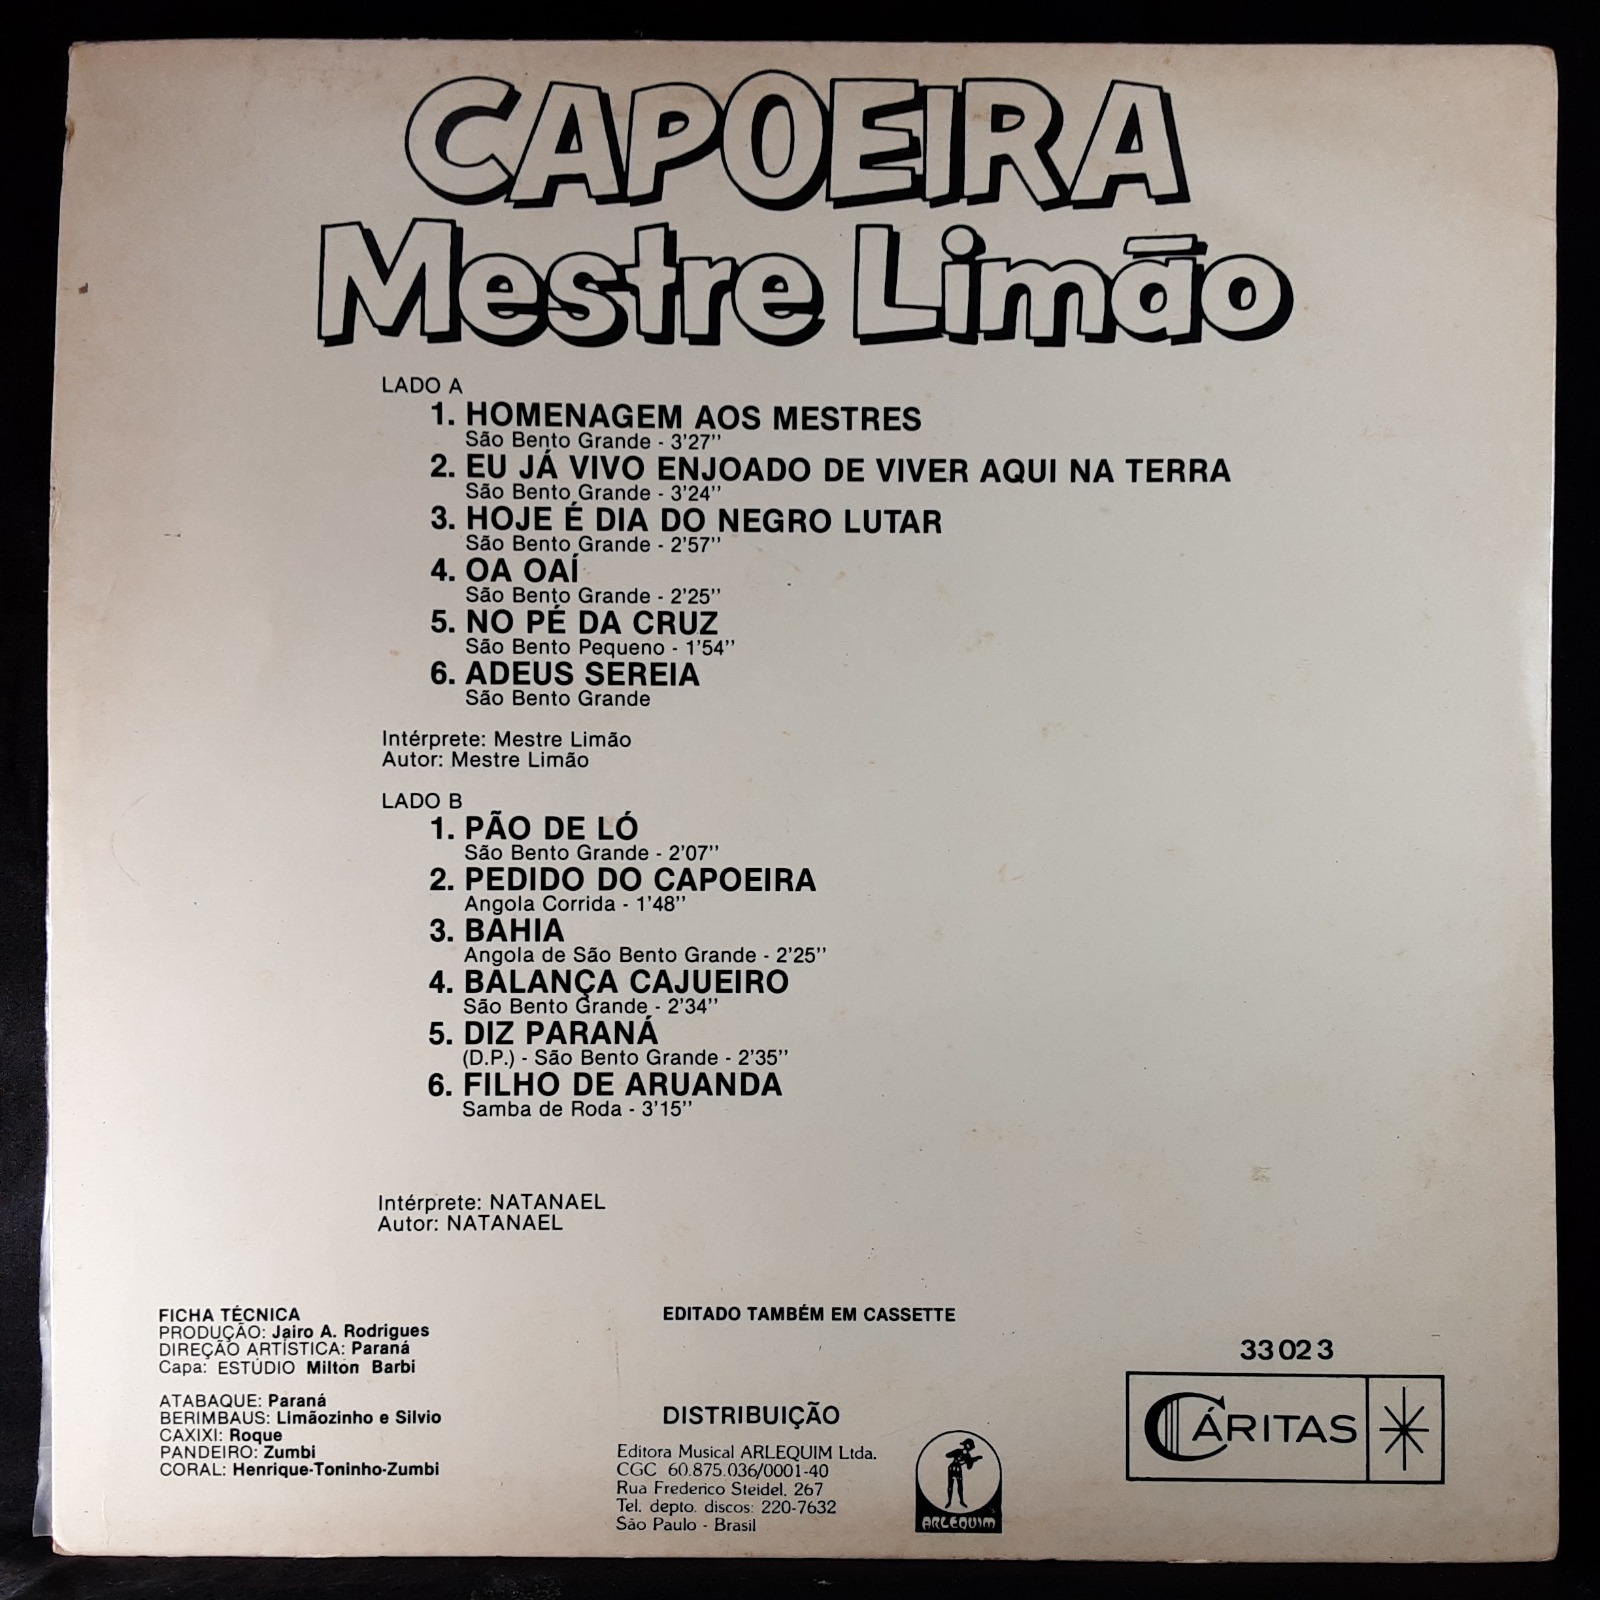 CAPOEIRA
Mestre Limão
LADO A
1. HOMENAGEM AOS MESTRES
São Bento Grande - 3'27''
2. EU JÁ VIVO ENJOADO DE VIVER AQUI NA TERRA
São Bento Grande - 3'24''
3. HOJE É DIA DO NEGRO LUTAR
São Bento Grande - 2'57''
4. OA OAÍ
São Bento Grande - 2'25''
5. NO PÉ DA CRUZ
São Bento Pequeno - 1'54''
6. ADEUS SEREIA
São Bento Grande
Intérprete: Mestre Limão
Autor: Mestre Limão
LADO B
1. PÃO DE LÓ
São Bento Grande - 2'07''
2. PEDIDO DO CAPOEIRA
Angola Corrida - 1'48''
3. BAHIA
Angola de São Bento Grande - 2'25''
4. BALANÇA CAJUEIRO
São Bento Grande - 2'34''
5. DIZ PARANÁ
(D.P.) - São Bento Grande - 2'35''
6. FILHO DE ARUANDA
Samba de Roda - 3'15''
Intérprete: NATANAEL
Autor: NATANAEL
FICHA TÉCNICA
PRODUÇÃO: Jairo A. Rodrigues
DIREÇÃO ARTÍSTICA: Paraná
Capa: ESTÚDIO Milton Barbi
ATABAQUE: Paraná
BERIMBAUS: Limãozinho e Silvio
CAXIXI: Roque
PANDEIRO: Zumbi
CORAL: Henrique-Toninho-Zumbi
EDITADO TAMBÉM EM CASSETTE
DISTRIBUIÇÃO
Editora Musical ARLEQUIM Ltda.
CGC 60.875.036/0001-40
Rua Frederico Steidel, 267
Tel. depto. discos: 220-7632
São Paulo - Brasil
ARLEQUIM
33023
CÁRITAS